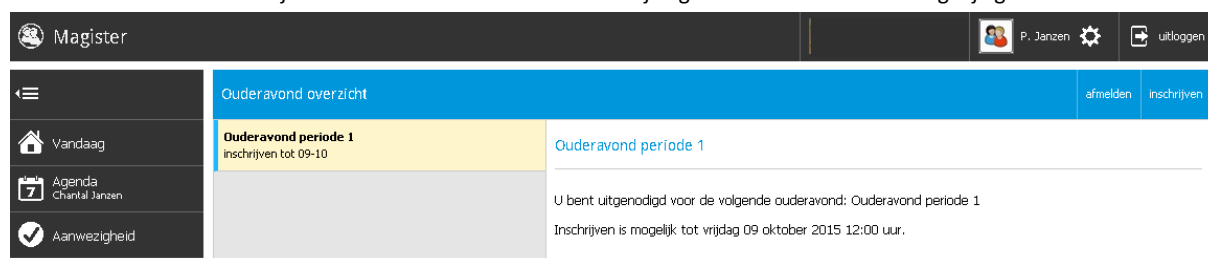 Magister
P. Janzen
uitloggen
Ouderavond overzicht
afmelden
inschrijven
Vandaag
Ouderavond periode 1
inschrijven tot 09-10
Ouderavond periode 1
7 Agenda
Chantal Janzen
U bent uitgenodigd voor de volgende ouderavond: Ouderavond periode 1
Aanwezigheid
Inschrijven is mogelijk tot vrijdag 09 oktober 2015 12:00 uur.